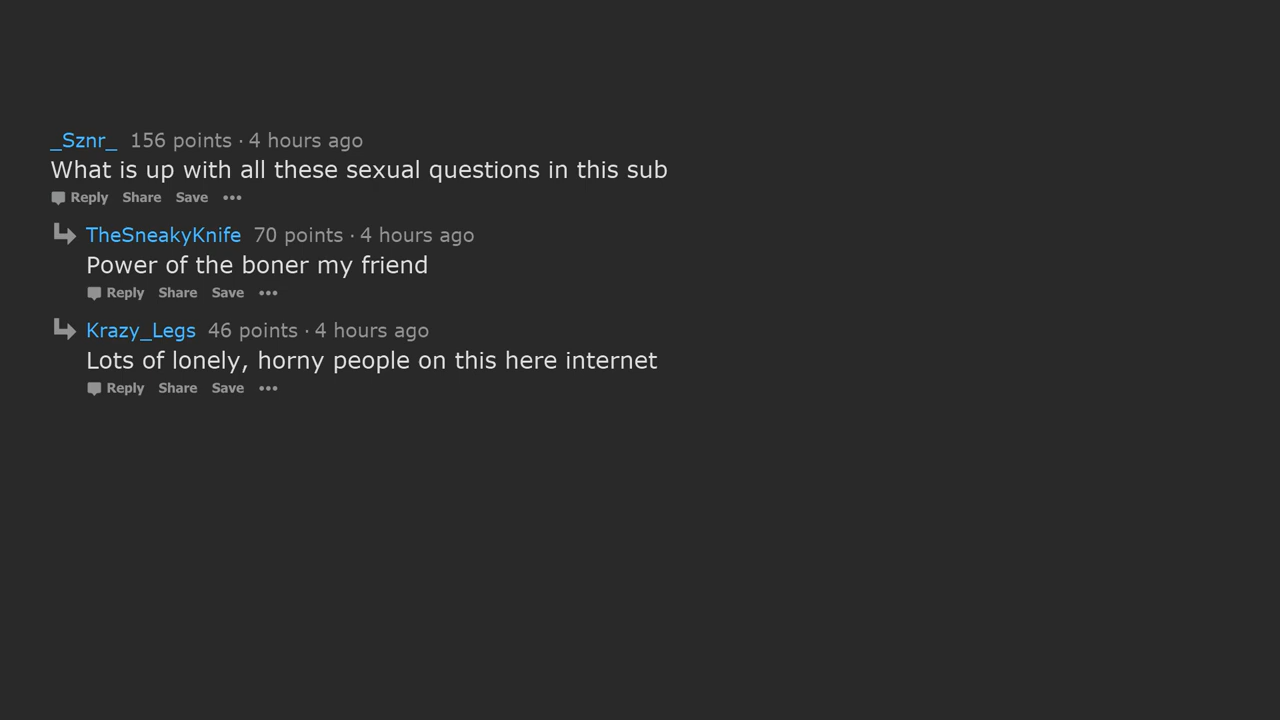 _Sznr_ 156 points · 4 hours ago
What is up with all these sexual questions in this sub
Reply Share Save •••
TheSneakyKnife 70 points · 4 hours ago
Power of the boner my friend
Reply Share Save •••
Krazy_Legs 46 points · 4 hours ago
Lots of lonely, horny people on this here internet
Reply Share Save •••